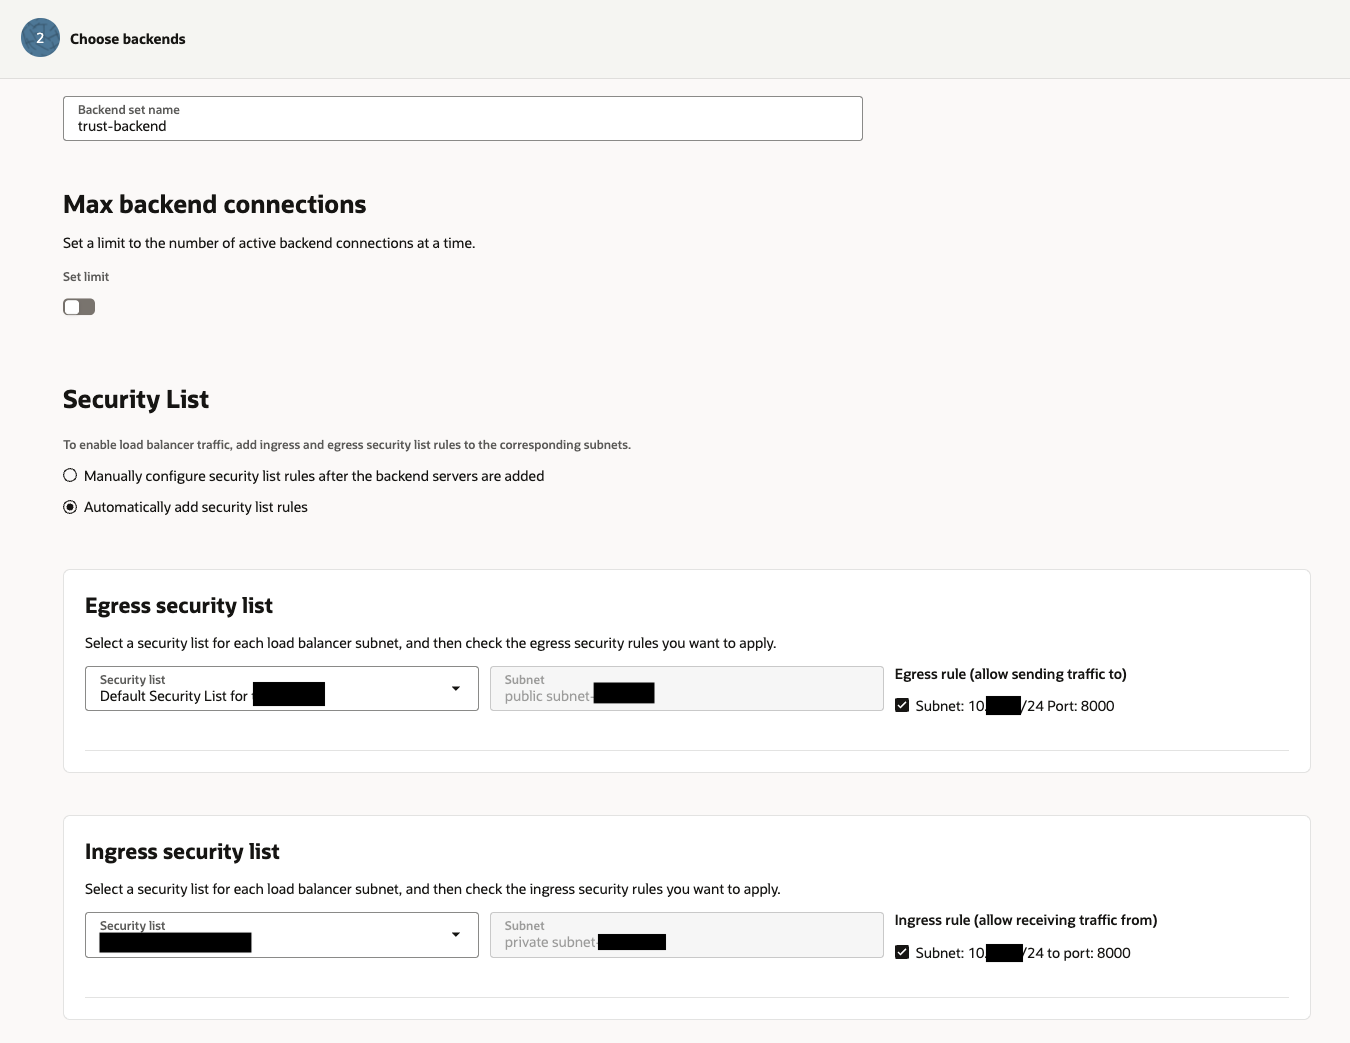 2 Choose backends
Backend set name
trust-backend
Max backend connections
Set a limit to the number of active backend connections at a time.
Set limit
Security List
To enable load balancer traffic, add ingress and egress security list rules to the corresponding subnets.
Manually configure security list rules after the backend servers are added
Automatically add security list rules
Egress security list
Select a security list for each load balancer subnet, and then check the egress security rules you want to apply.
Security list
Default Security List for
Subnet
public subnet-
Egress rule (allow sending traffic to)
Subnet: 10. /24 Port: 8000
Ingress security list
Select a security list for each load balancer subnet, and then check the ingress security rules you want to apply.
Security list
Subnet
private subnet-
Ingress rule (allow receiving traffic from)
Subnet: 10. /24 to port: 8000